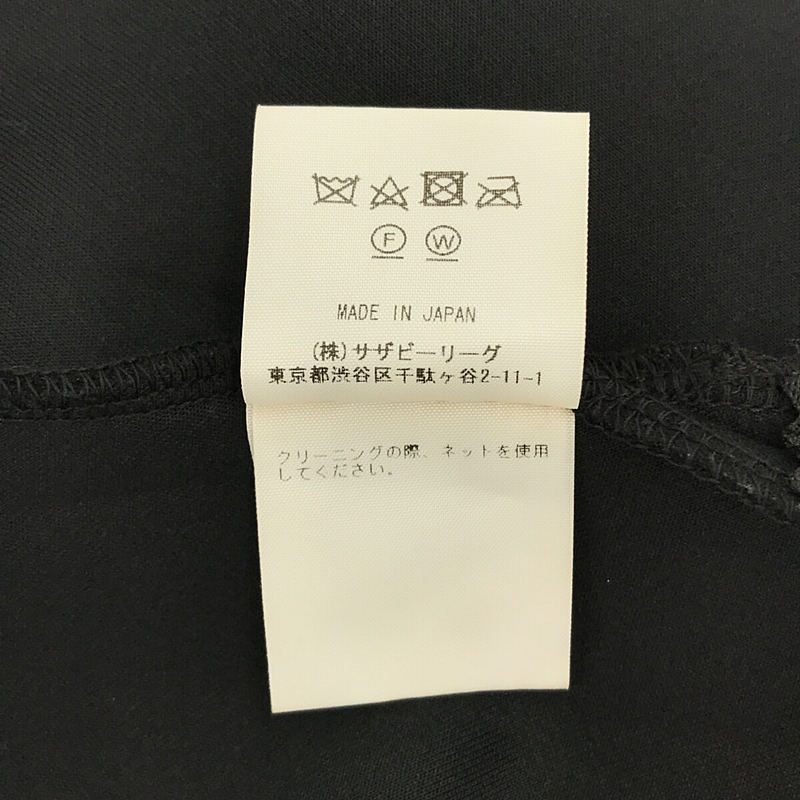 F W
MADE IN JAPAN
(株)サザビーリーグ
東京都渋谷区千駄ヶ谷2-11-1
クリーニングの際、ネットを使用
してください。